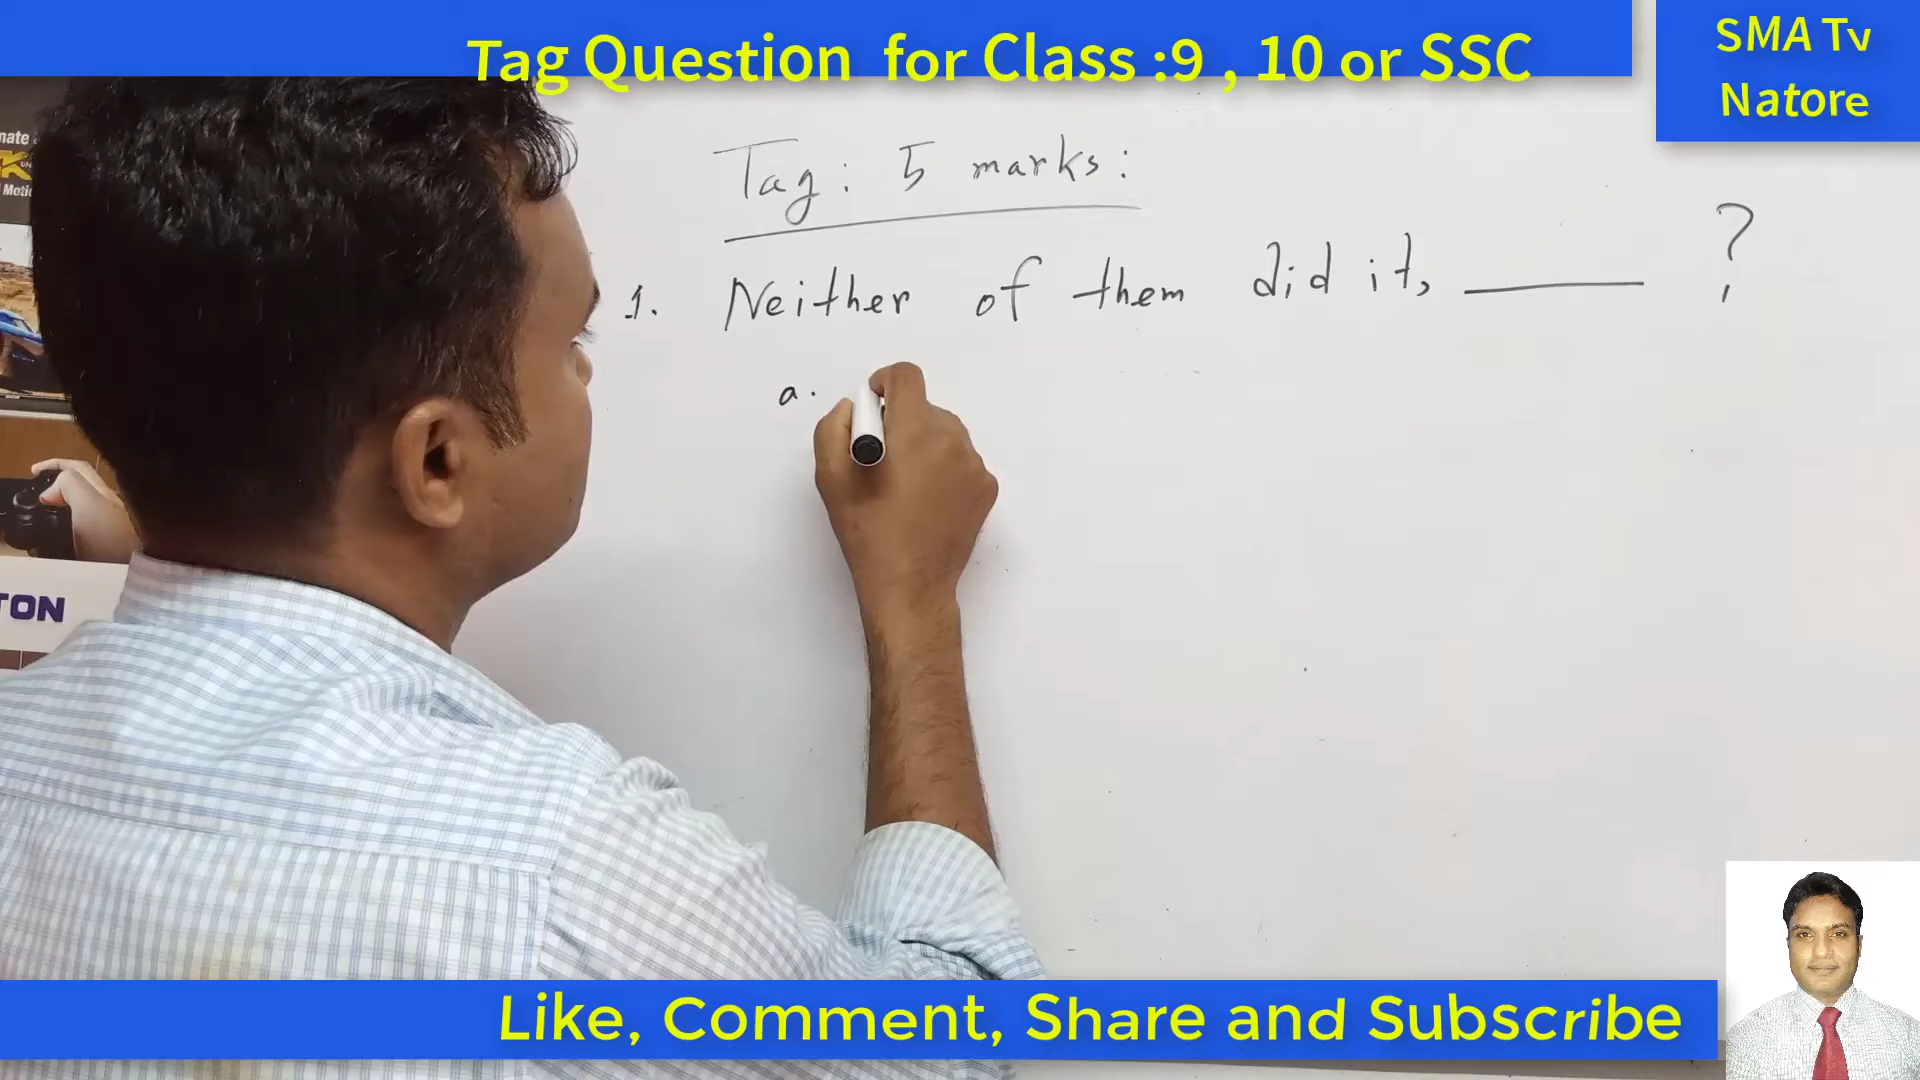 Tag Question for Class :9 , 10 or SSC
SMA Tv
Natore
Tag: 5 marks:
1. Neither of them did it, ______ ?
a.
TON
Like, Comment, Share and Subscribe